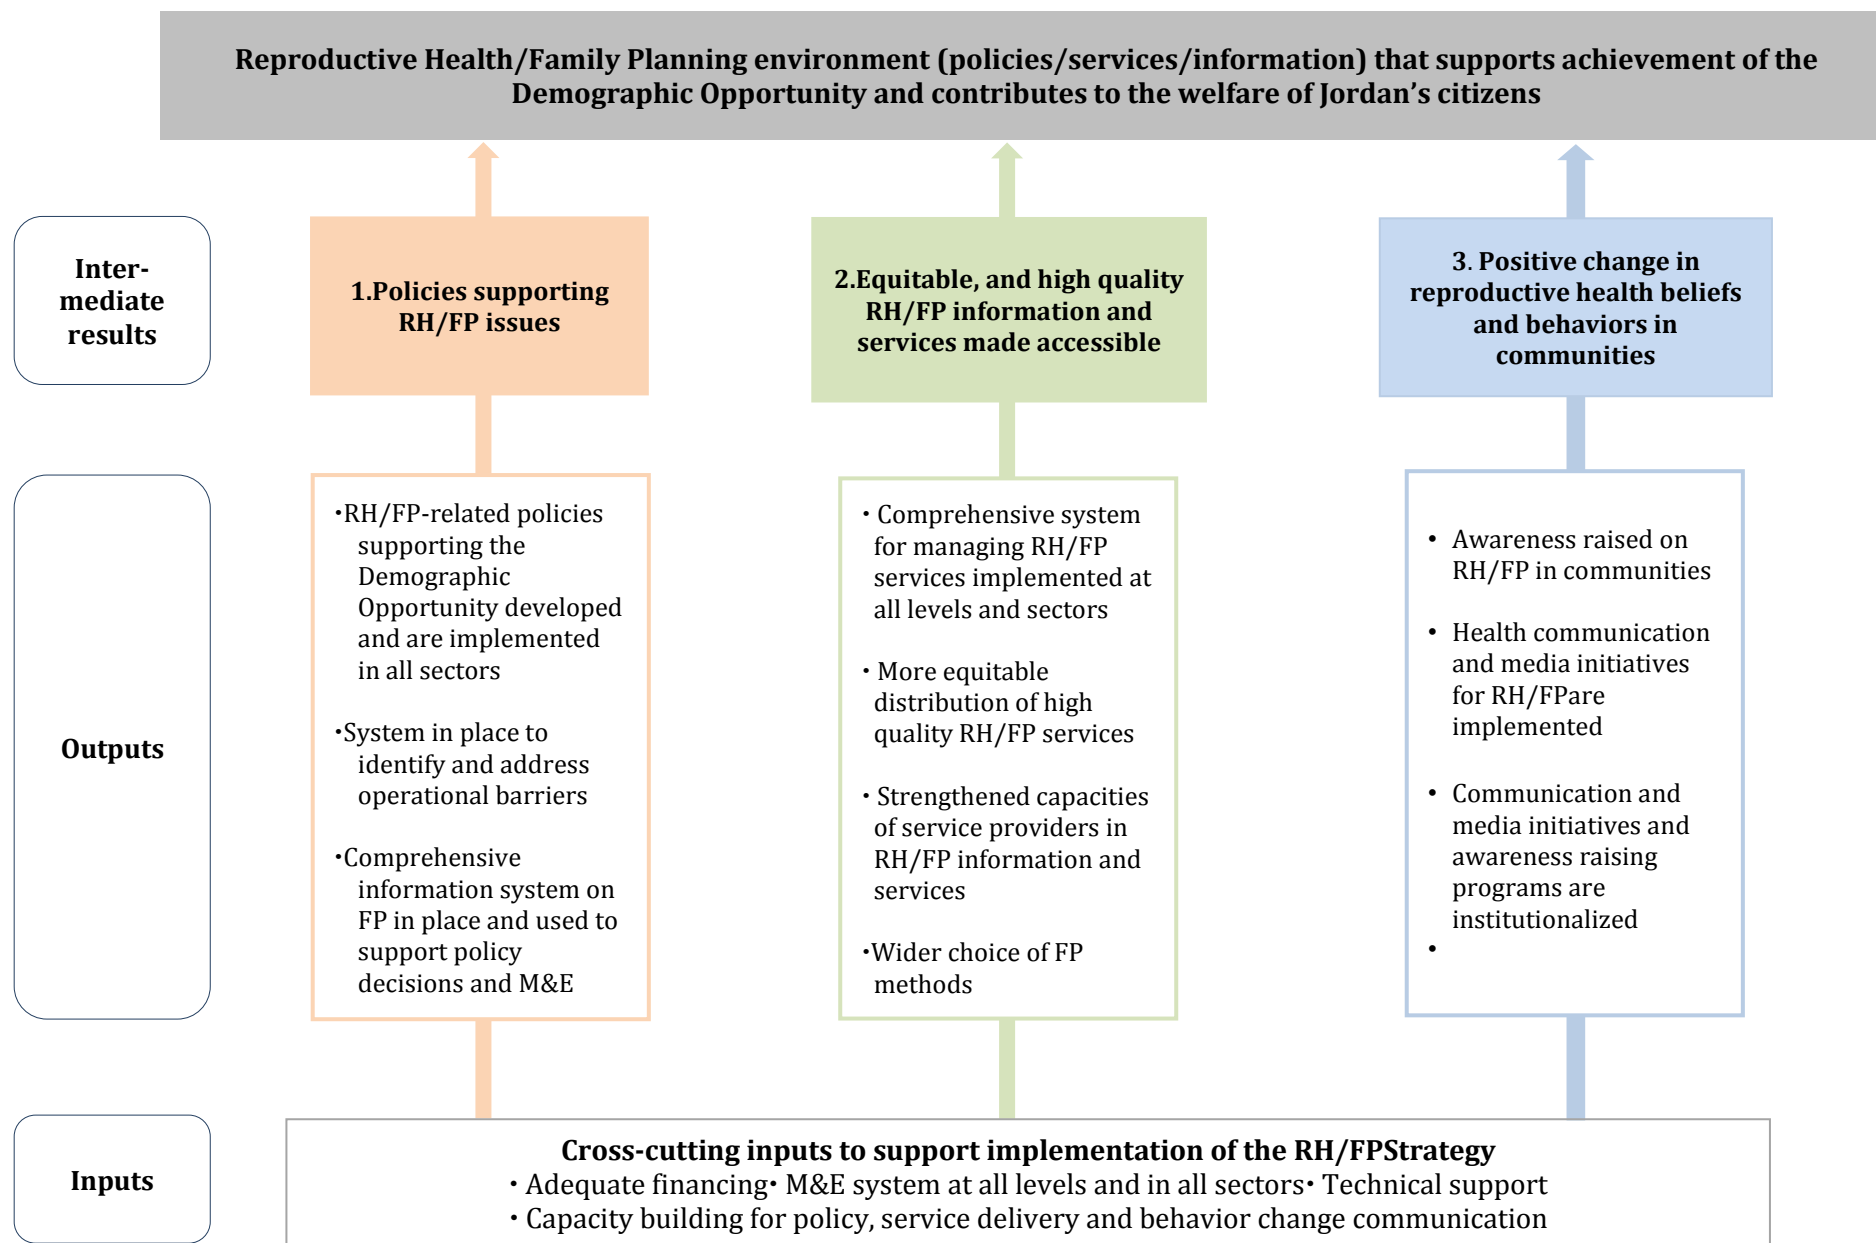 Reproductive Health/Family Planning environment (policies/services/information) that supports achievement of the
Demographic Opportunity and contributes to the welfare of Jordan’s citizens
Inter-
mediate
results
1.Policies supporting
RH/FP issues
2.Equitable, and high quality
RH/FP information and
services made accessible
3. Positive change in
reproductive health beliefs
and behaviors in
communities
Outputs
•RH/FP-related policies
supporting the
Demographic
Opportunity developed
and are implemented
in all sectors
•System in place to
identify and address
operational barriers
•Comprehensive
information system on
FP in place and used to
support policy
decisions and M&E
• Comprehensive system
for managing RH/FP
services implemented at
all levels and sectors
• More equitable
distribution of high
quality RH/FP services
• Strengthened capacities
of service providers in
RH/FP information and
services
•Wider choice of FP
methods
• Awareness raised on
RH/FP in communities
• Health communication
and media initiatives
for RH/FPare
implemented
• Communication and
media initiatives and
awareness raising
programs are
institutionalized
•
Inputs
Cross-cutting inputs to support implementation of the RH/FPStrategy
• Adequate financing• M&E system at all levels and in all sectors• Technical support
• Capacity building for policy, service delivery and behavior change communication